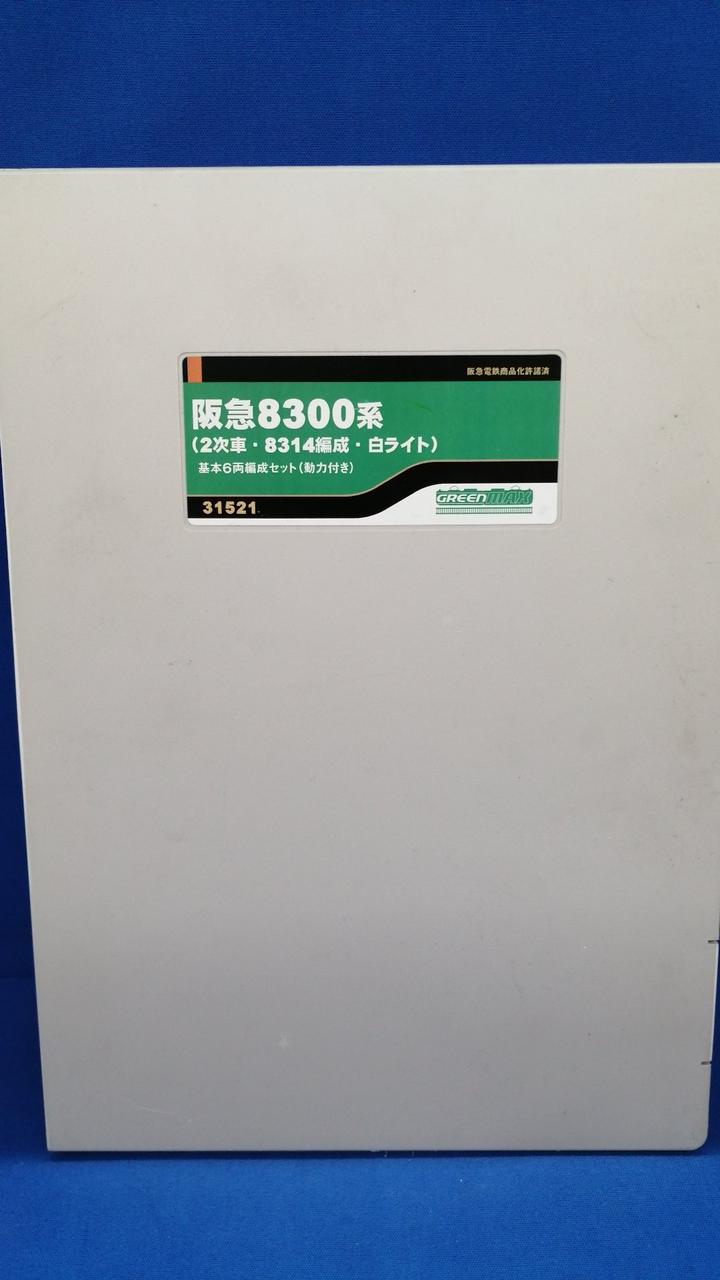 阪急電鉄商品化許諾済
阪急8300系
(2次車・8314編成・白ライト)
基本6両編成セット(動力付き)
31521
GREENMAX